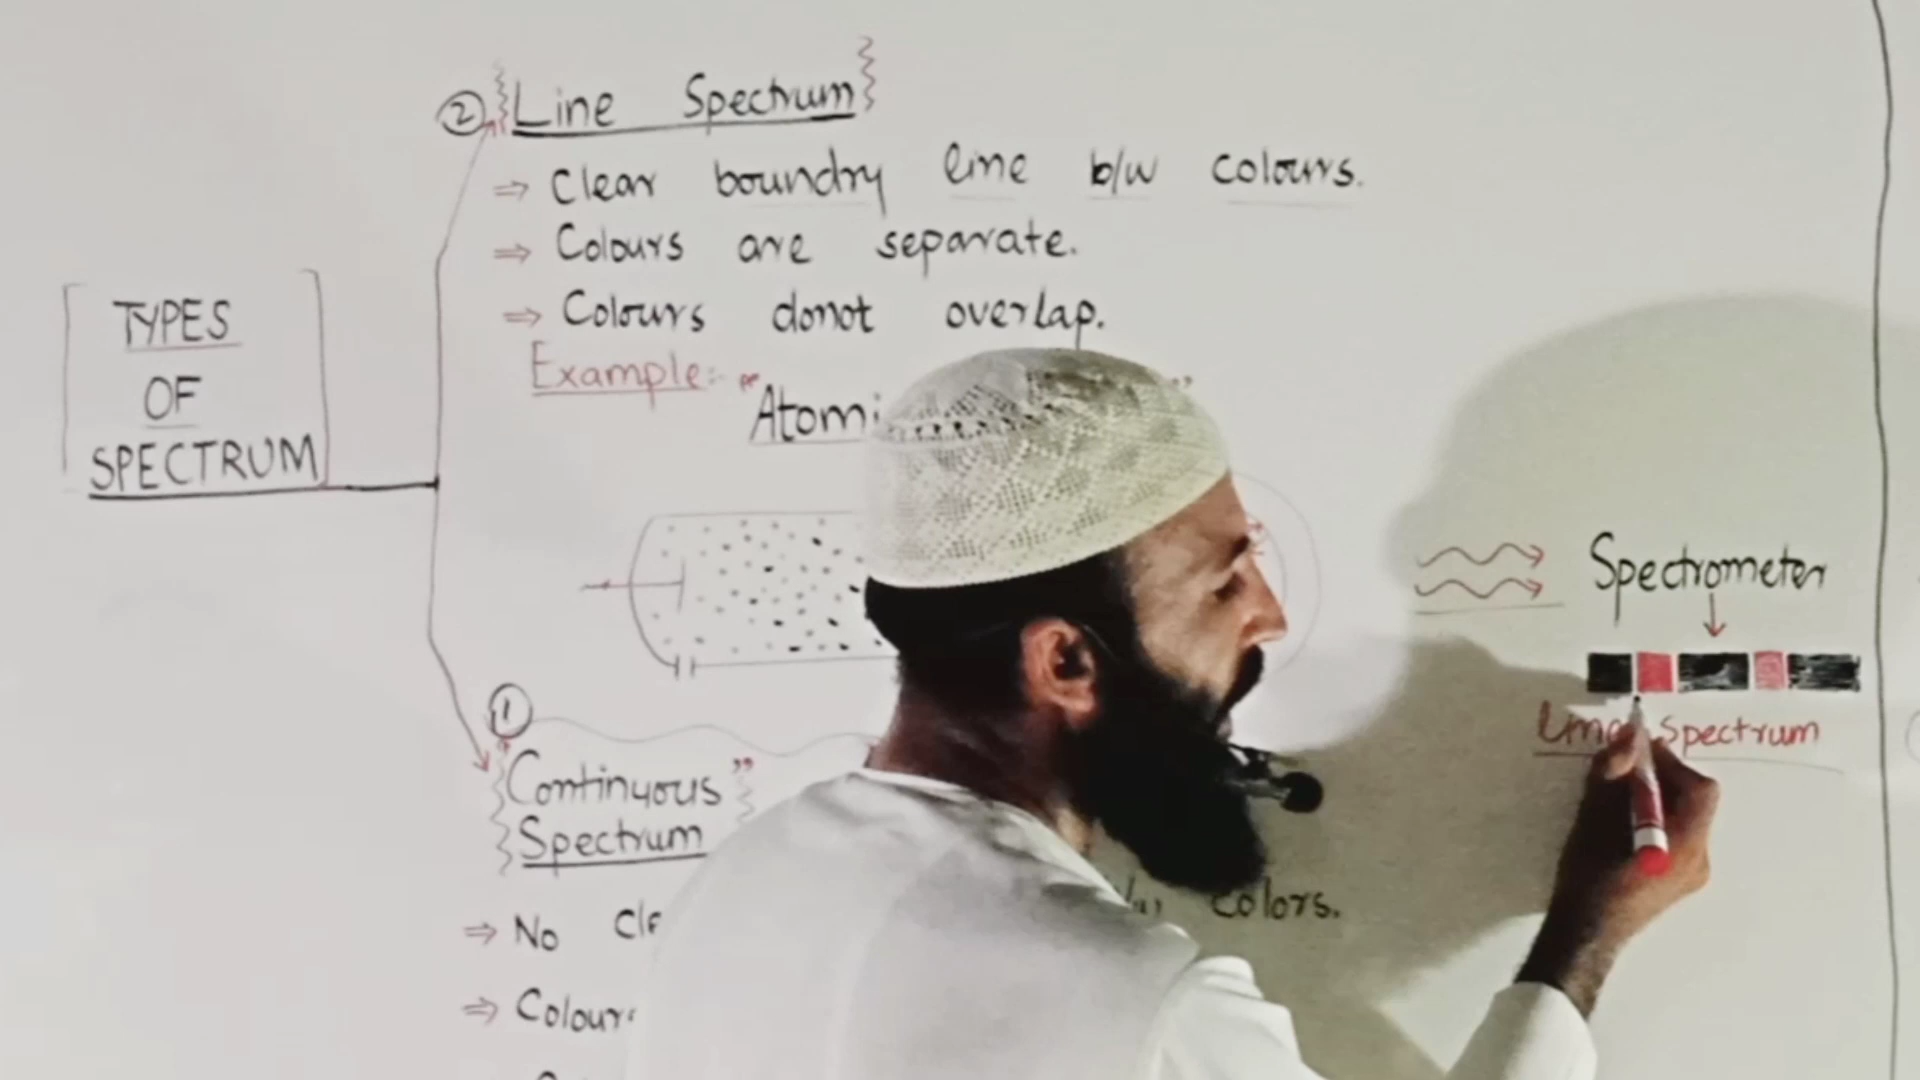 TYPES
OF
SPECTRUM
② Line Spectrum
⇒ Clear boundry line b/w colours.
⇒ Colours are separate.
⇒ Colours donot overlap.
Example:- "
Spectrometer
Spectrum
①
Continuous"
Spectrum
⇒ No
colors.
⇒